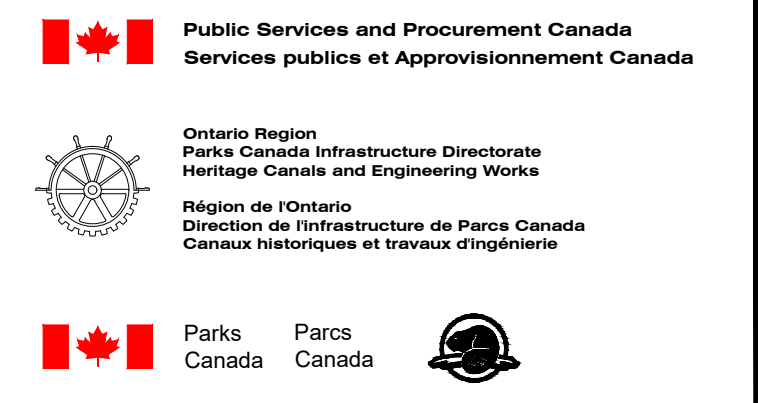 Public Services and Procurement Canada
Services publics et Approvisionnement Canada
Ontario Region
Parks Canada Infrastructure Directorate
Heritage Canals and Engineering Works
Région de l'Ontario
Direction de l'infrastructure de Parcs Canada
Canaux historiques et travaux d'ingénierie
Parks Canada
Parcs Canada